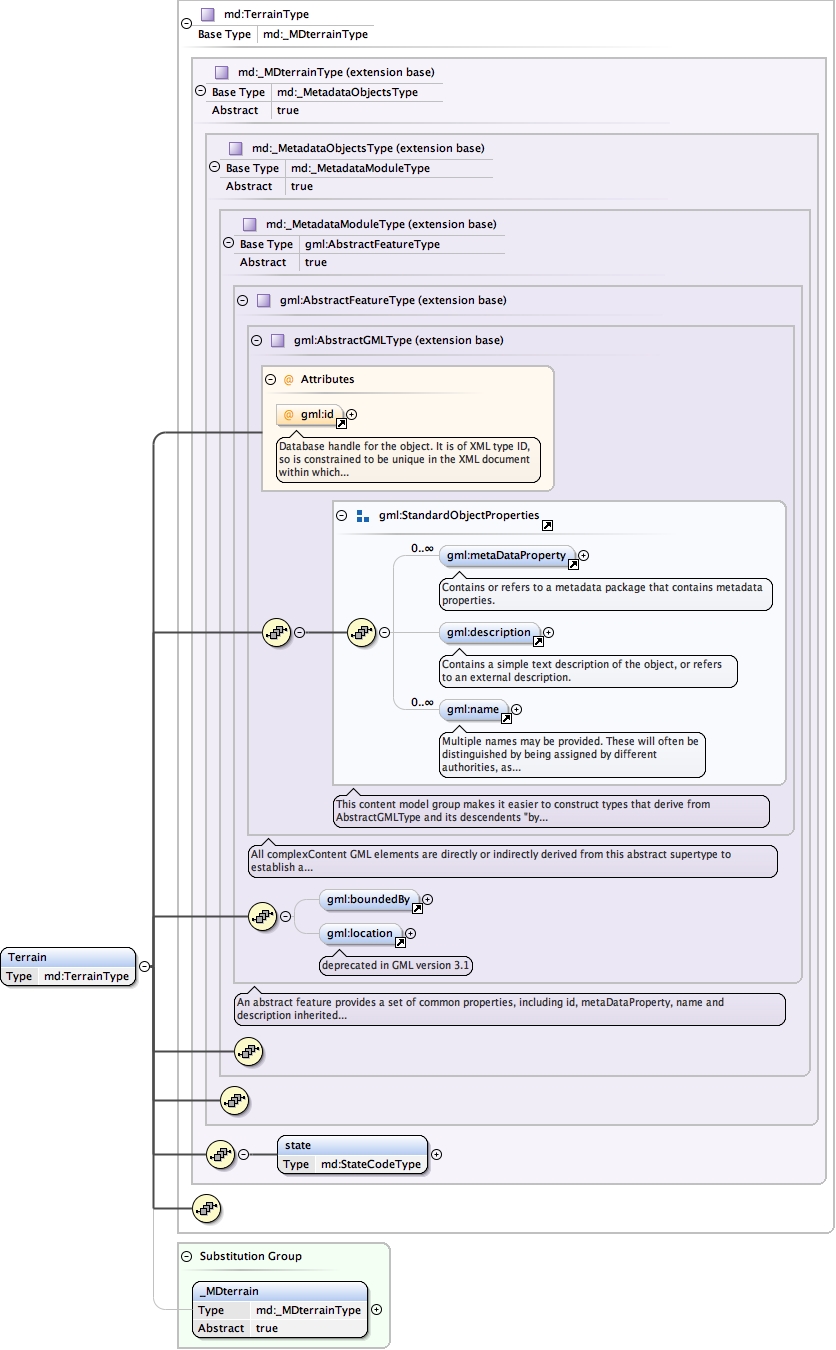 md:TerrainType
Base Type md:_MDterrainType
md:_MDterrainType (extension base)
Base Type md:_MetadataObjectsType
Abstract true
md:_MetadataObjectsType (extension base)
Base Type md:_MetadataModuleType
Abstract true
md:_MetadataModuleType (extension base)
Base Type gml:AbstractFeatureType
Abstract true
gml:AbstractFeatureType (extension base)
gml:AbstractGMLType (extension base)
@ Attributes
@ gml:id
Database handle for the object. It is of XML type ID,
so is constrained to be unique in the XML document
within which...
gml:StandardObjectProperties
0..∞
gml:metaDataProperty
Contains or refers to a metadata package that contains metadata
properties.
gml:description
Contains a simple text description of the object, or refers
to an external description.
0..∞
gml:name
Multiple names may be provided. These will often be
distinguished by being assigned by different
authorities, as...
This content model group makes it easier to construct types that derive from
AbstractGMLType and its descendents "by...
All complexContent GML elements are directly or indirectly derived from this abstract supertype to
establish a...
gml:boundedBy
gml:location
deprecated in GML version 3.1
Terrain
Type md:TerrainType
An abstract feature provides a set of common properties, including id, metaDataProperty, name and
description inherited...
state
Type md:StateCodeType
Substitution Group
_MDterrain
Type md:_MDterrainType
Abstract true